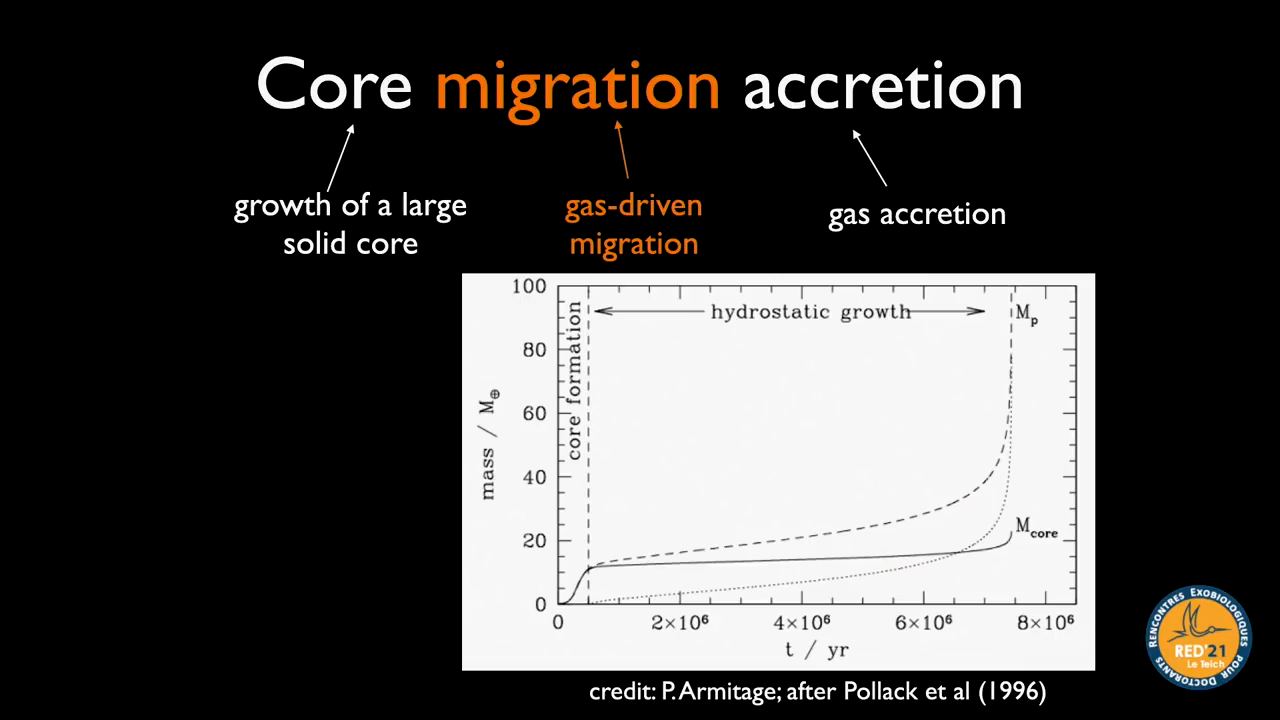 Core migration accretion
growth of a large
solid core
gas-driven
migration
gas accretion
100
80
60
40
20
0
mass / M⊕
core formation
hydrostatic growth
Mp
Mcore
0
2×10⁶
4×10⁶
6×10⁶
8×10⁶
t / yr
credit: P. Armitage; after Pollack et al (1996)
RENCONTRES EXOBIOLOGIQUES
POUR DOCTORANTS
RED'21
Le Teich